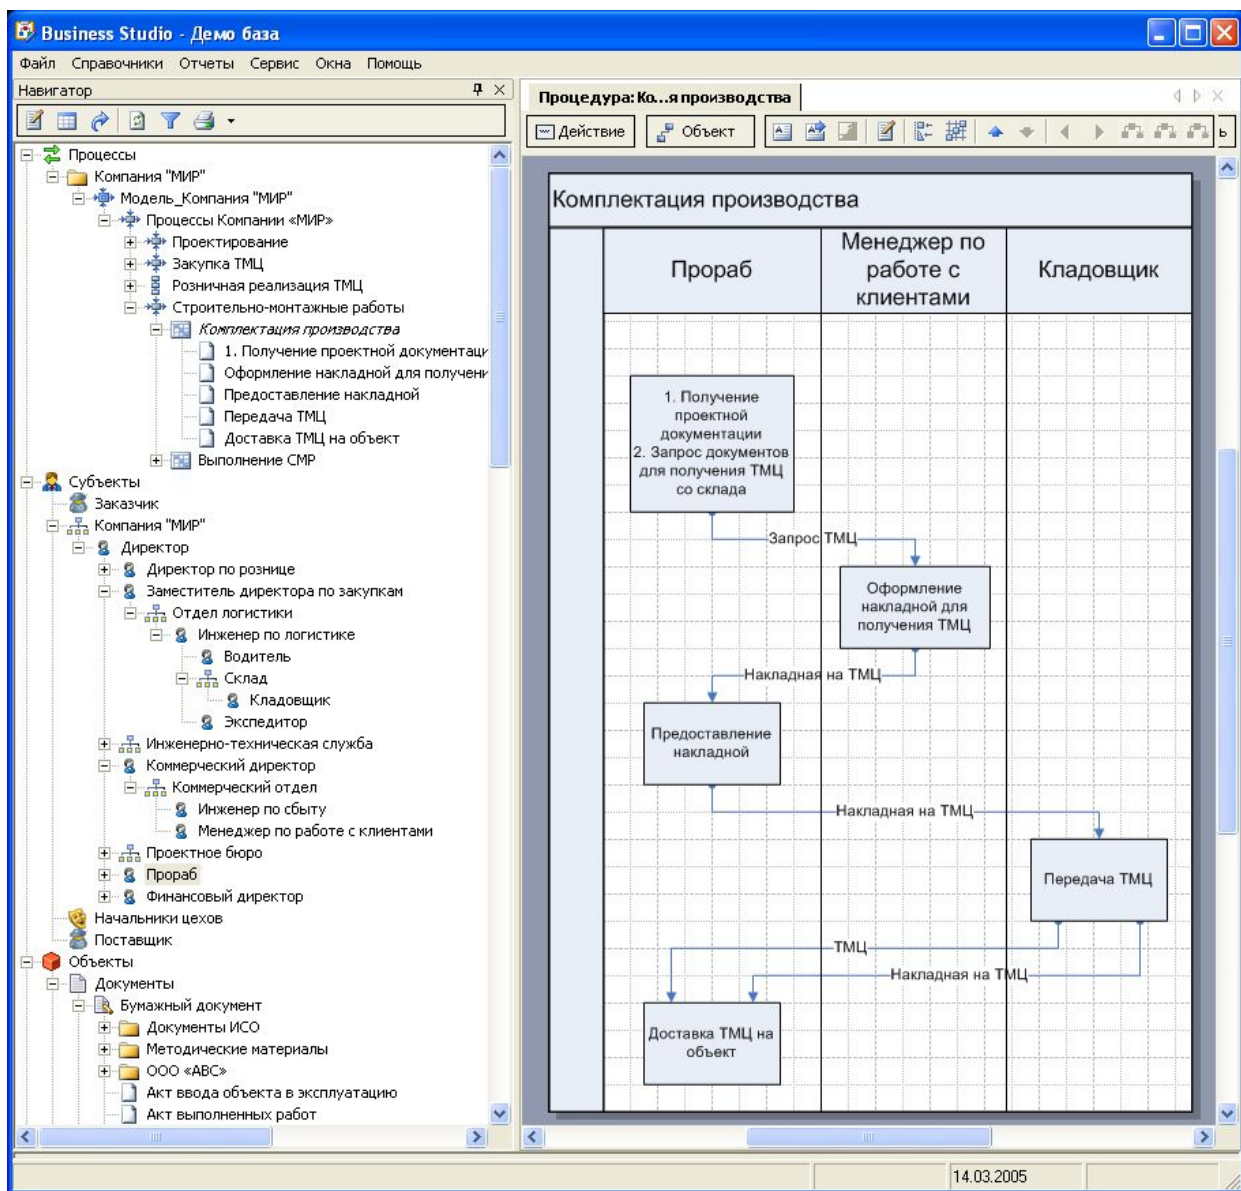 Business Studio - Демо база
Файл Справочники Отчеты Сервис Окна Помощь
Навигатор
Процессы
Компания "МИР"
Модель_Компания "МИР"
Процессы Компании «МИР»
Проектирование
Закупка ТМЦ
Розничная реализация ТМЦ
Строительно-монтажные работы
Комплектация производства
1. Получение проектной документаци
Оформление накладной для получени
Предоставление накладной
Передача ТМЦ
Доставка ТМЦ на объект
Выполнение СМР
Субъекты
Заказчик
Компания "МИР"
Директор
Директор по рознице
Заместитель директора по закупкам
Отдел логистики
Инженер по логистике
Водитель
Склад
Кладовщик
Экспедитор
Инженерно-техническая служба
Коммерческий директор
Коммерческий отдел
Инженер по сбыту
Менеджер по работе с клиентами
Проектное бюро
Прораб
Финансовый директор
Начальники цехов
Поставщик
Объекты
Документы
Бумажный документ
Документы ИСО
Методические материалы
ООО «АВС»
Акт ввода объекта в эксплуатацию
Акт выполненных работ
Процедура: Ко...я производства
Действие Объект ь
Комплектация производства
Прораб
Менеджер по
работе с
клиентами
Кладовщик
1. Получение
проектной
документации
2. Запрос документов
для получения ТМЦ
со склада
Запрос ТМЦ
Оформление
накладной для
получения ТМЦ
Накладная на ТМЦ
Предоставление
накладной
Накладная на ТМЦ
Передача ТМЦ
ТМЦ
Накладная на ТМЦ
Доставка ТМЦ на
объект
14.03.2005